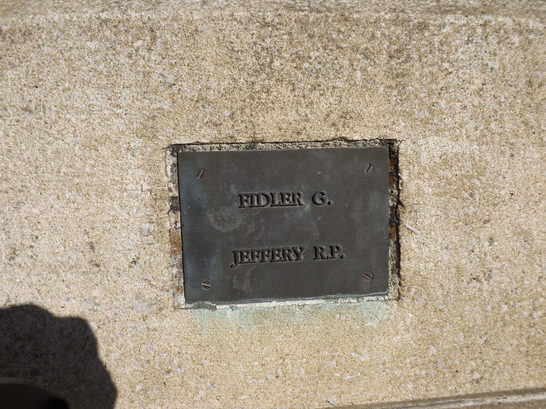 FIDLER G.
JEFFERY R.P.